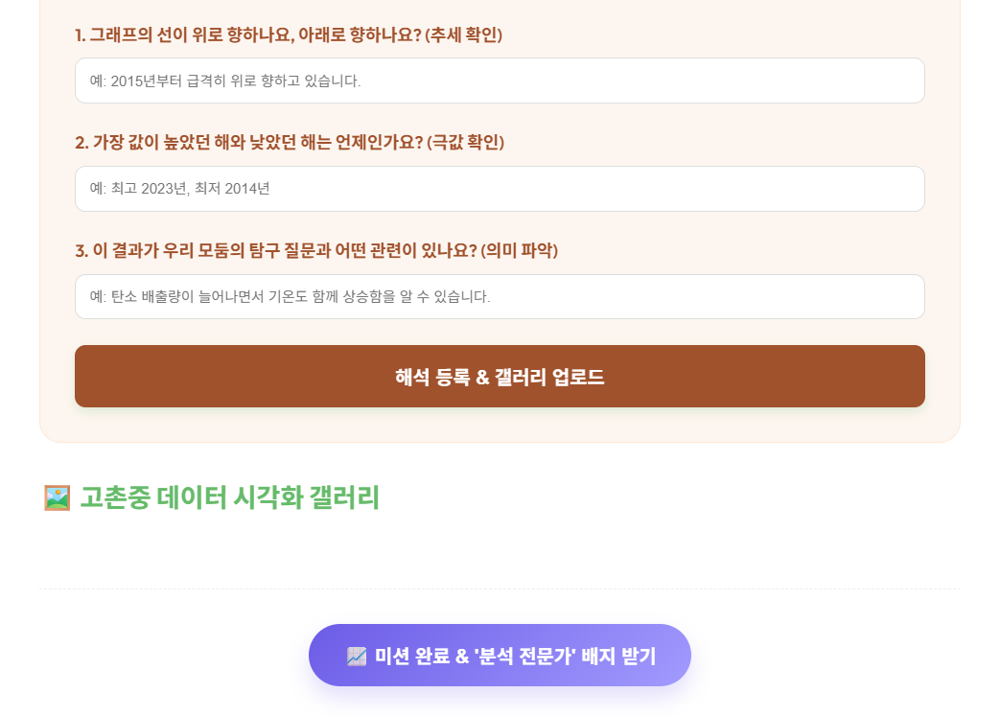 1. 그래프의 선이 위로 향하나요, 아래로 향하나요? (추세 확인)
예: 2015년부터 급격히 위로 향하고 있습니다.
2. 가장 값이 높았던 해와 낮았던 해는 언제인가요? (극값 확인)
예: 최고 2023년, 최저 2014년
3. 이 결과가 우리 모둠의 탐구 질문과 어떤 관련이 있나요? (의미 파악)
예: 탄소 배출량이 늘어나면서 기온도 함께 상승함을 알 수 있습니다.
해석 등록 & 갤러리 업로드
🖼️ 고촌중 데이터 시각화 갤러리
📈 미션 완료 & '분석 전문가' 배지 받기